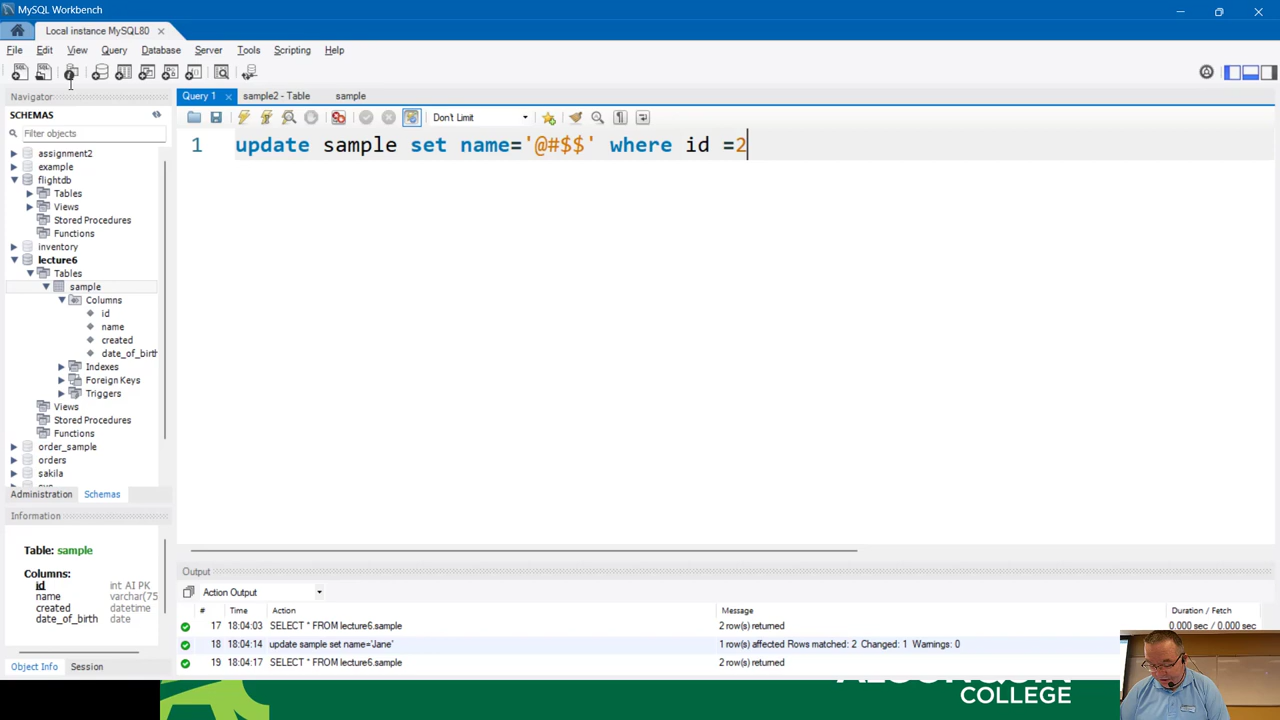 MySQL Workbench
Local instance MySQL80
File Edit View Query Database Server Tools Scripting Help
Navigator
SCHEMAS
Filter objects
assignment2
example
flightdb
Tables
Views
Stored Procedures
Functions
inventory
lecture6
Tables
sample
Columns
id
name
created
date_of_birth
Indexes
Foreign Keys
Triggers
Views
Stored Procedures
Functions
order_sample
orders
sakila
Administration Schemas
Information
Table: sample
Columns:
id int AI PK
name varchar(75
created datetime
date_of_birth date
Object Info Session
Query 1 sample2 - Table sample
Don't Limit
1 update sample set name='@#$$' where id =2
Output
Action Output
# Time Action Message Duration / Fetch
17 18:04:03 SELECT * FROM lecture6.sample 2 row(s) returned 0.000 sec / 0.000 sec
18 18:04:14 update sample set name='Jane' 1 row(s) affected Rows matched: 2 Changed: 1 Warnings: 0
19 18:04:17 SELECT * FROM lecture6.sample 2 row(s) returned
COLLEGE